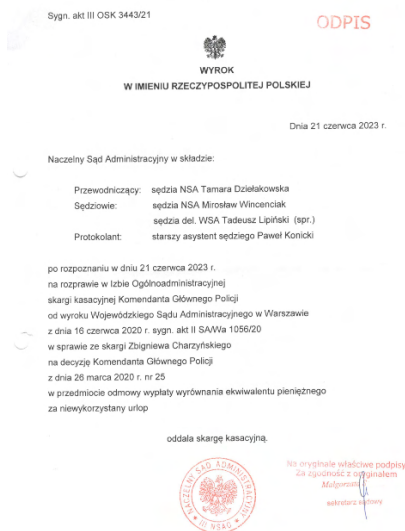 Sygn. akt III OSK 3443/21
ODPIS
WYROK
W IMIENIU RZECZYPOSPOLITEJ POLSKIEJ
Dnia 21 czerwca 2023 r.
Naczelny Sąd Administracyjny w składzie:
Przewodniczący: sędzia NSA Tamara Dziełakowska
Sędziowie: sędzia NSA Mirosław Wincenciak
sędzia del. WSA Tadeusz Lipiński (spr.)
Protokolant: starszy asystent sędziego Paweł Konicki
po rozpoznaniu w dniu 21 czerwca 2023 r.
na rozprawie w Izbie Ogólnoadministracyjnej
skargi kasacyjnej Komendanta Głównego Policji
od wyroku Wojewódzkiego Sądu Administracyjnego w Warszawie
z dnia 16 czerwca 2020 r. sygn. akt II SA/Wa 1056/20
w sprawie ze skargi Zbigniewa Charzyńskiego
na decyzję Komendanta Głównego Policji
z dnia 26 marca 2020 r. nr 25
w przedmiocie odmowy wypłaty wyrównania ekwiwalentu pieniężnego
za niewykorzystany urlop
oddala skargę kasacyjną.
NACZELNY SĄD ADMINISTRACYJNY
III NSA
Na oryginale właściwe podpisy
Za zgodność z oryginałem
Małgorzata
sekretarz sądowy